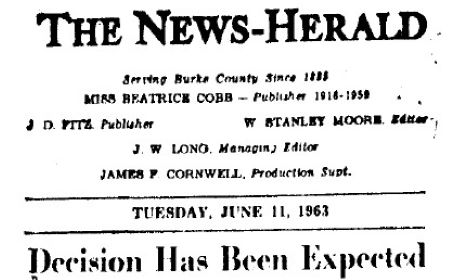 THE NEWS-HERALD
Serving Burke County Since 1885
MISS BEATRICE COBB — Publisher 1916-1959
J. D. FITZ, Publisher W. STANLEY MOORE, Editor
J. W. LONG, Managing Editor
JAMES F. CORNWELL, Production Supt.
TUESDAY, JUNE 11, 1963
Decision Has Been Expected